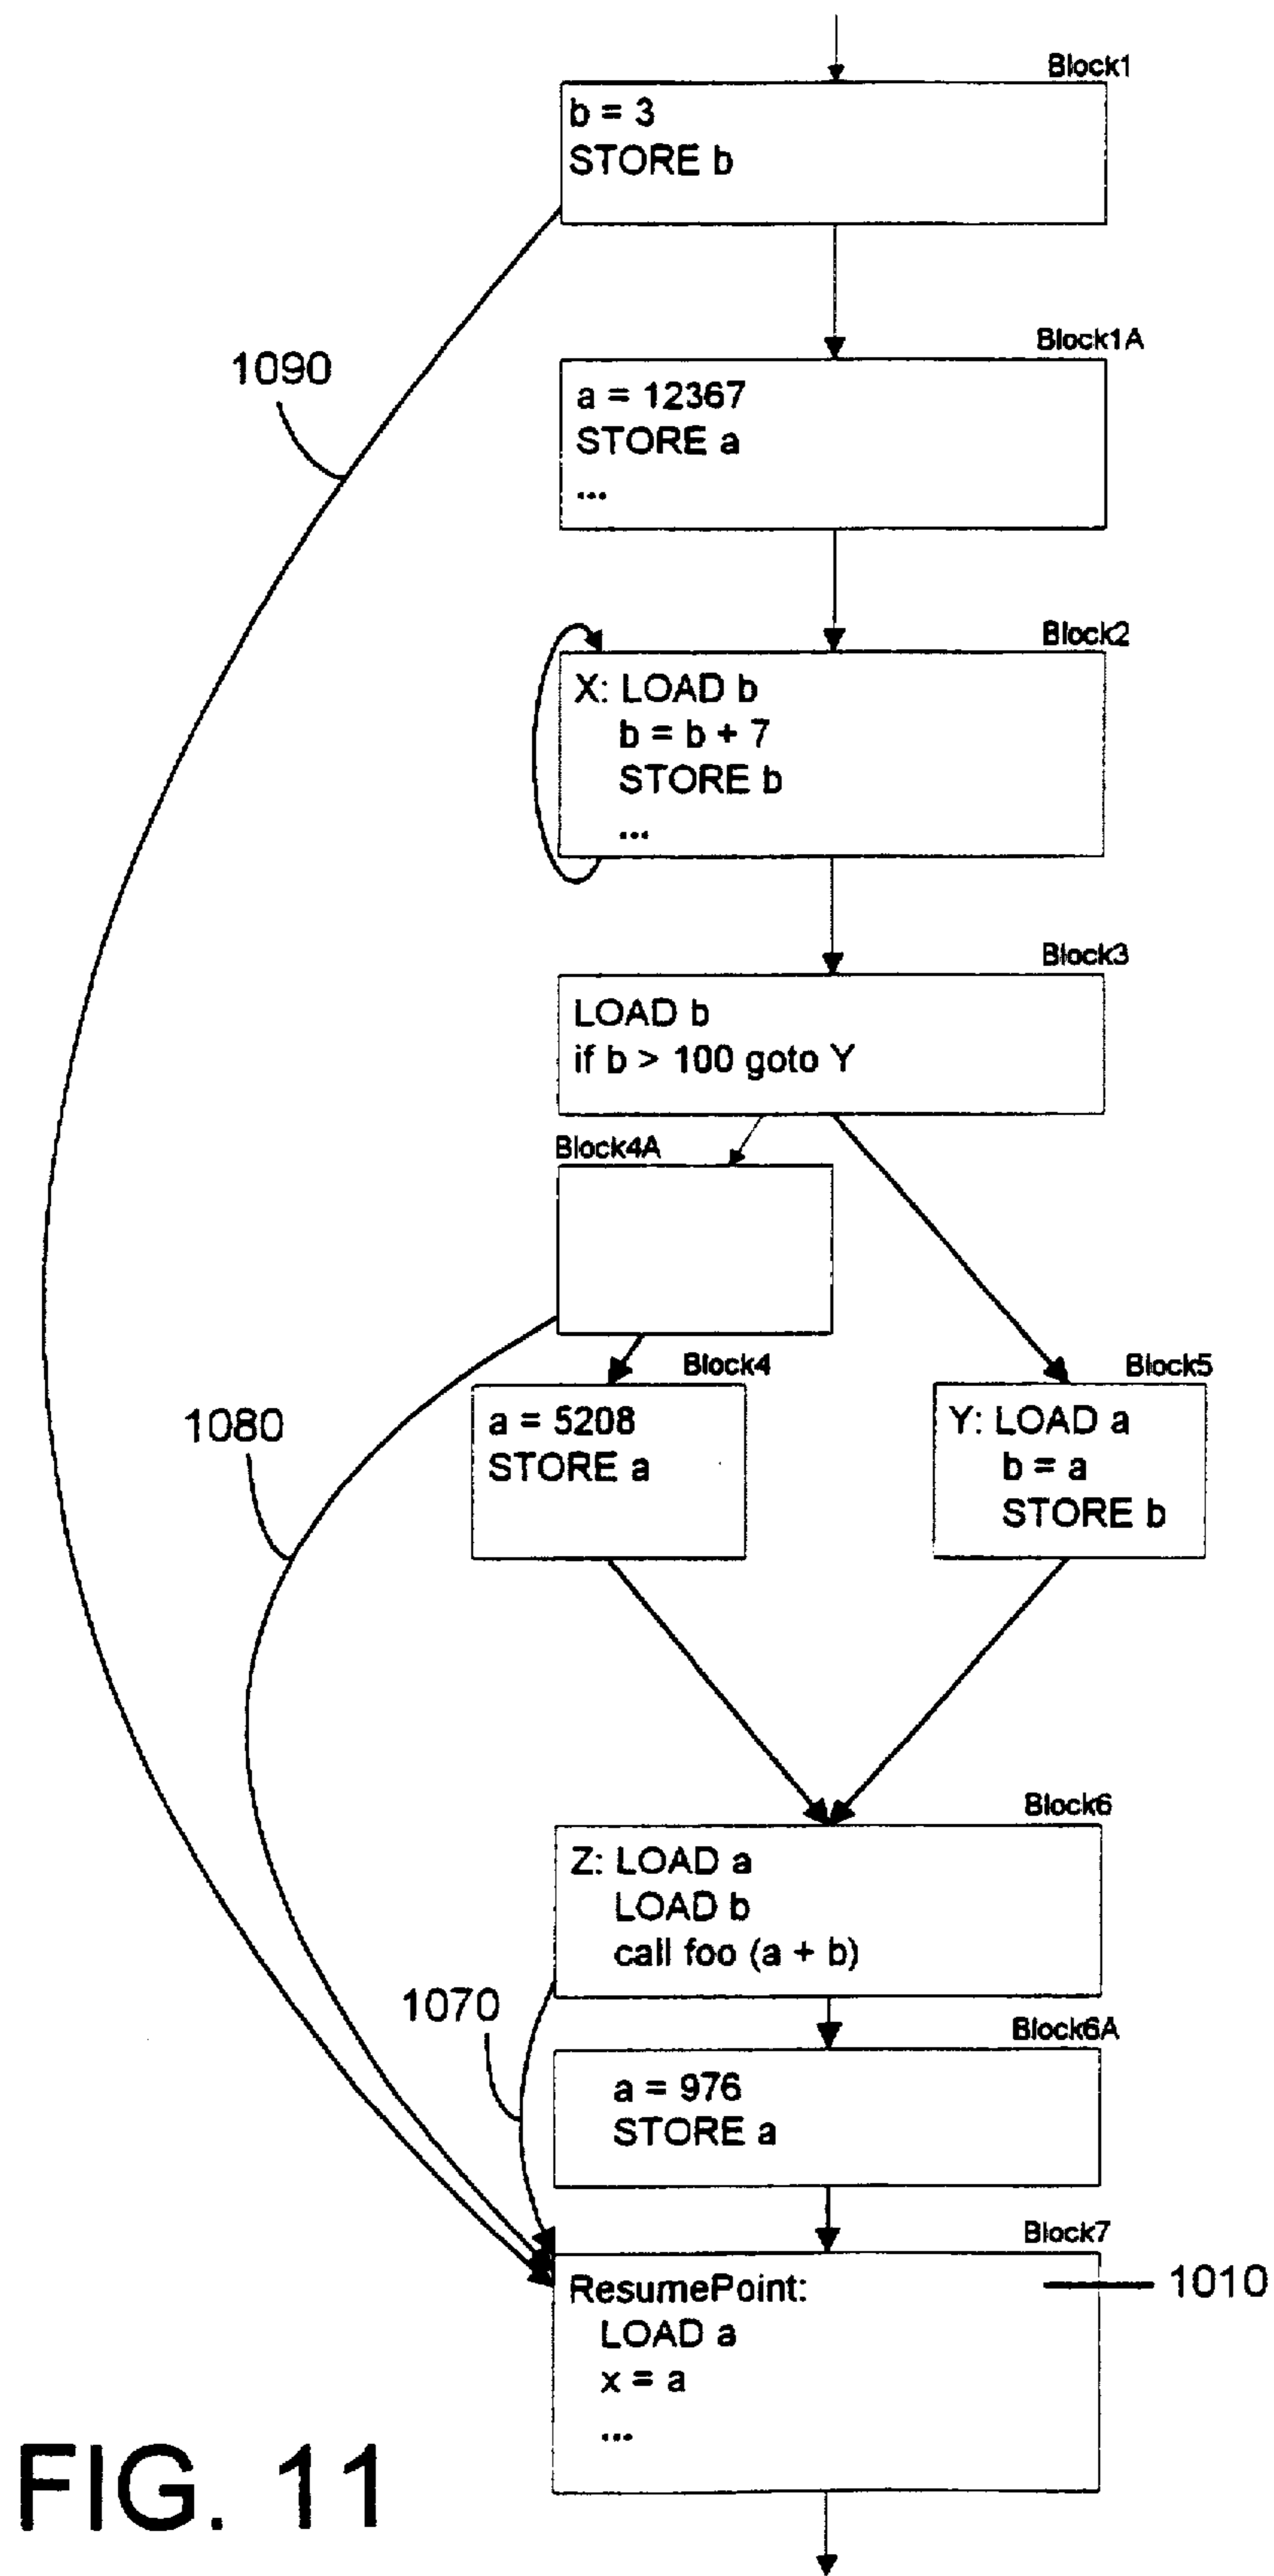 Block1
b = 3
STORE b
1090
Block1A
a = 12367
STORE a
...
Block2
X: LOAD b
b = b + 7
STORE b
...
Block3
LOAD b
if b > 100 goto Y
Block4A
1080
Block4
a = 5208
STORE a
Block5
Y: LOAD a
b = a
STORE b
Block6
Z: LOAD a
LOAD b
call foo (a + b)
1070
Block6A
a = 976
STORE a
Block7
ResumePoint:
1010
LOAD a
x = a
...
FIG. 11